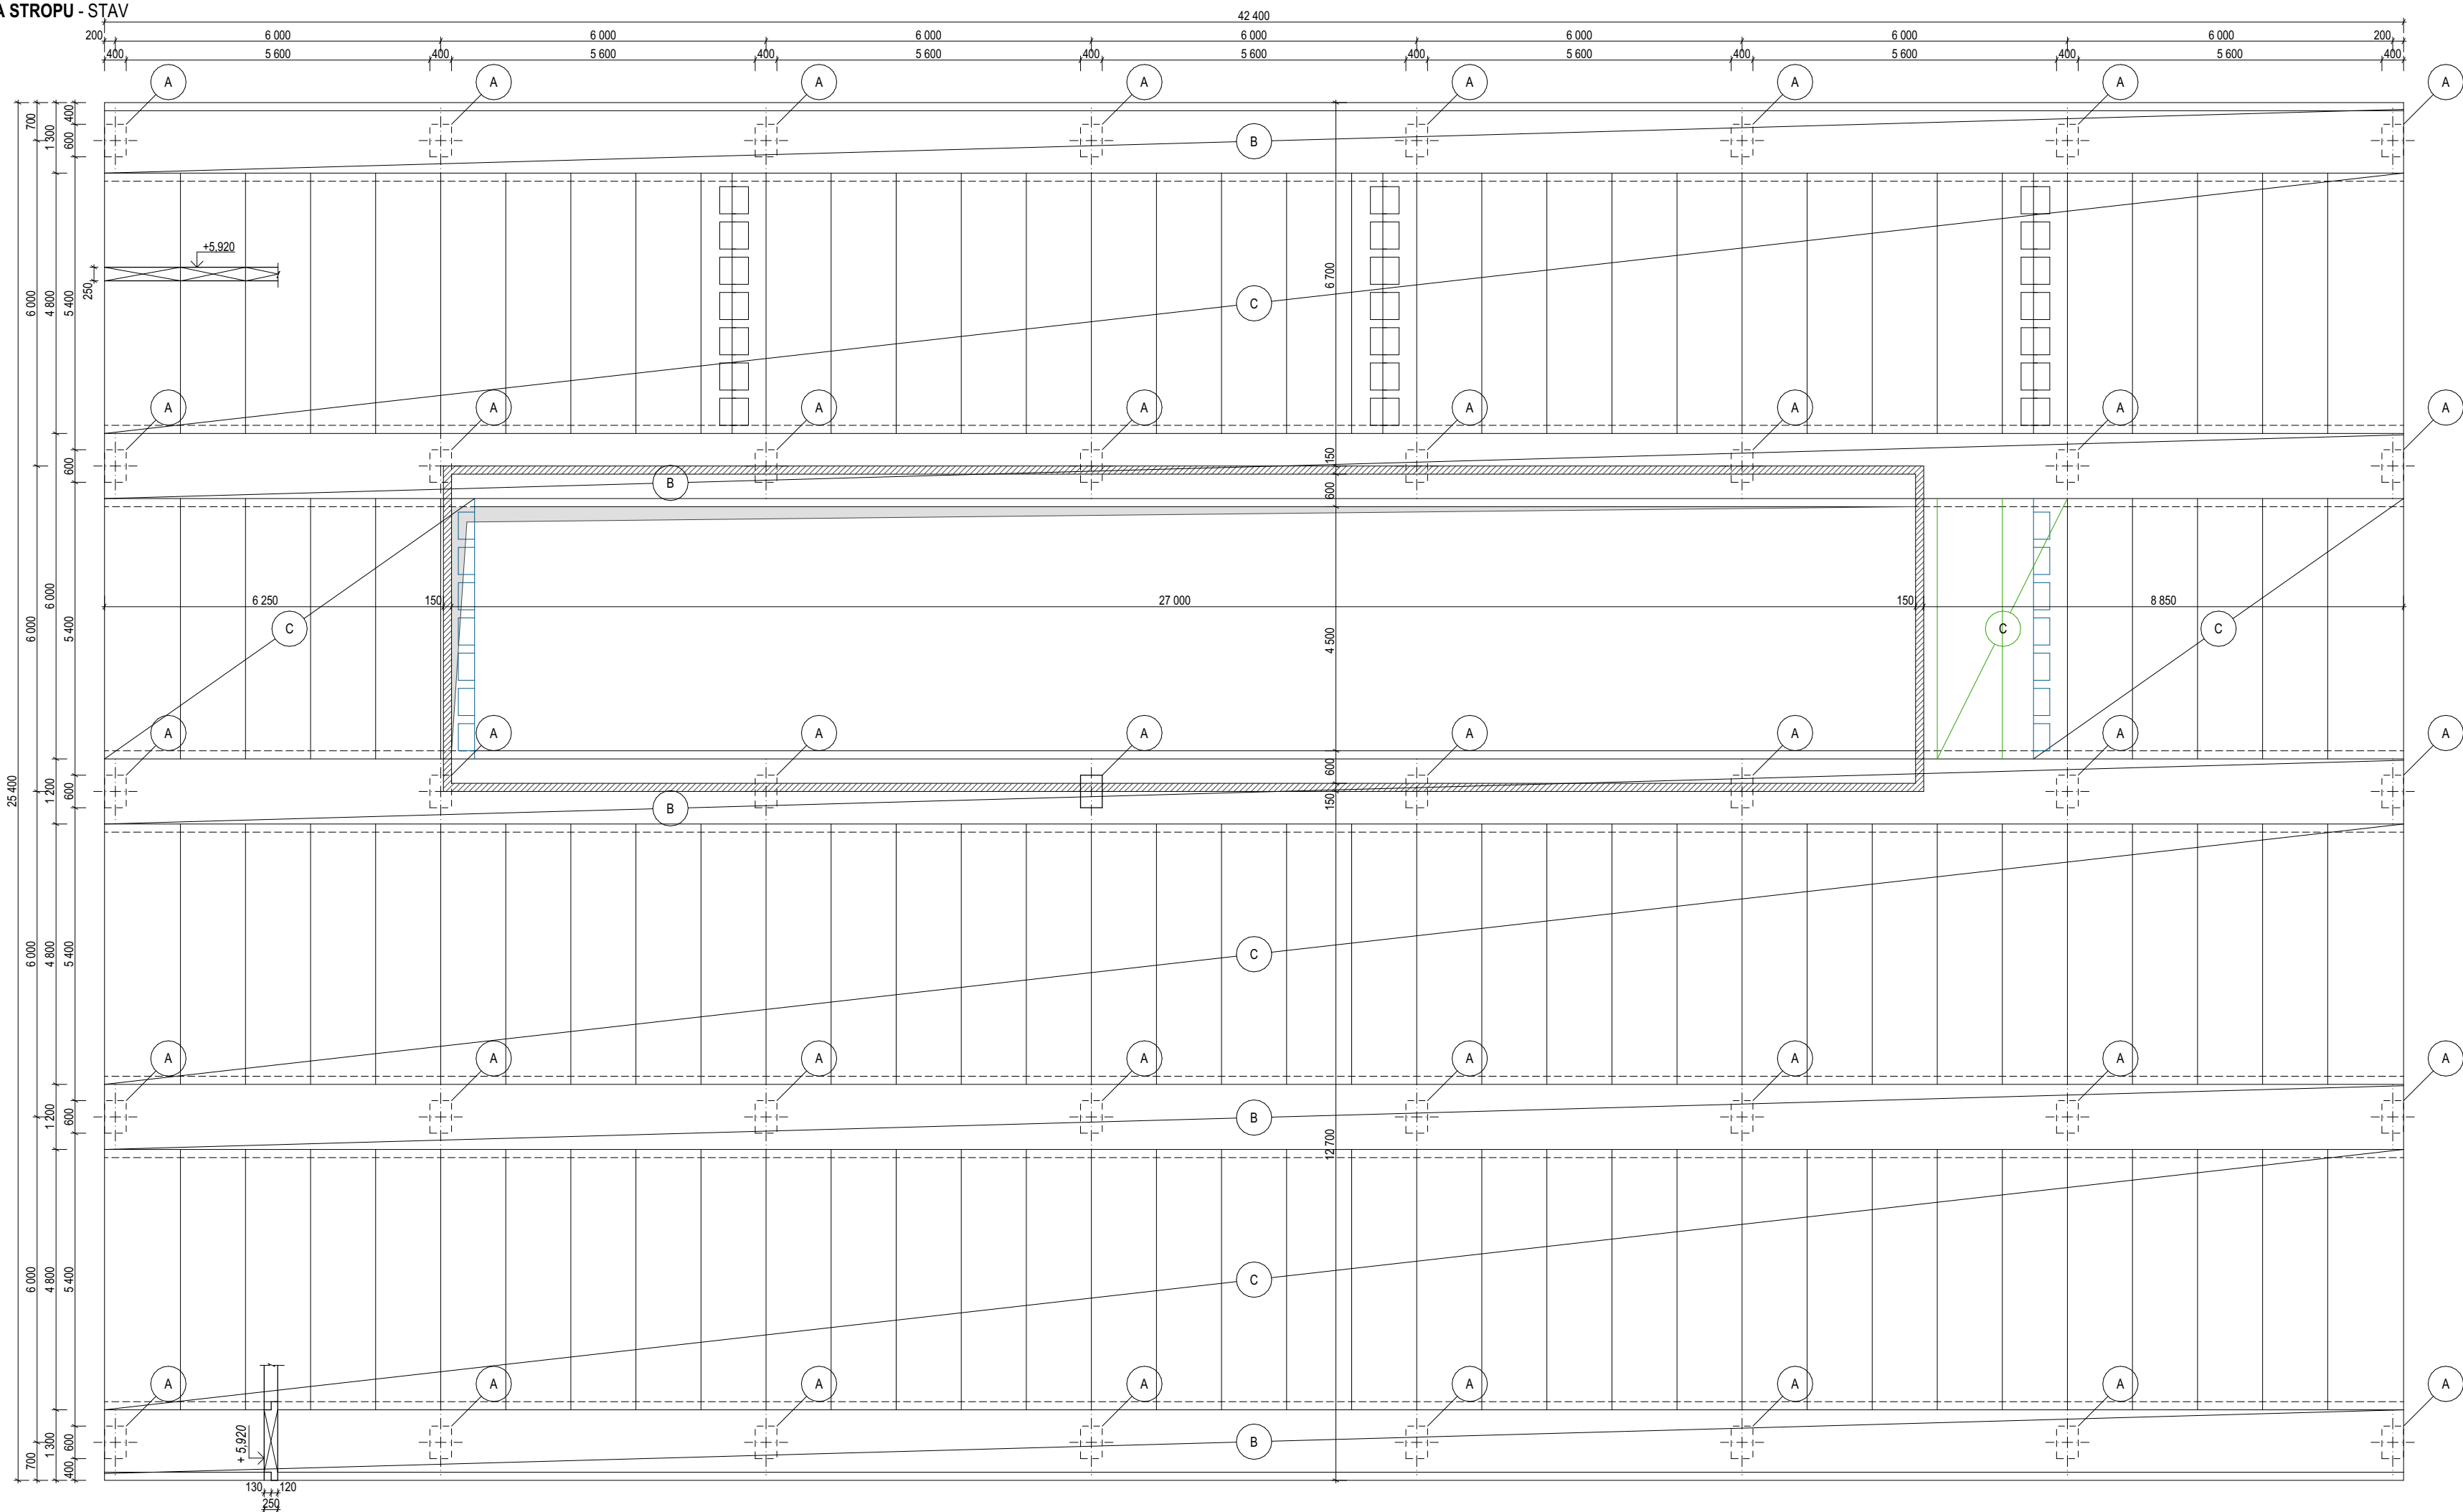 A STROPU - STAV
42 400
200 6 000 6 000 6 000 6 000 6 000 6 000 6 000 200
400 5 600 400 5 600 400 5 600 400 5 600 400 5 600 400 5 600 400 5 600 400
A A A A A A A A
700 1 300 400 600
B
+5,920
250
6 000 4 800 5 400
6 700
C
A A A A A A A A
600
150
B
600
6 250 150 27 000 150 8 850
6 000 6 000 5 400
4 500
C C C
A A A A A A A A
25 400
1 200 600
600
150
B
6 000 4 800 5 400
C
A A A A A A A A
1 200 600
B
12 700
6 000 4 800 5 400
C
A A A A A A A A
+ 5,920
700 1 300 600 400
B
130 120
250